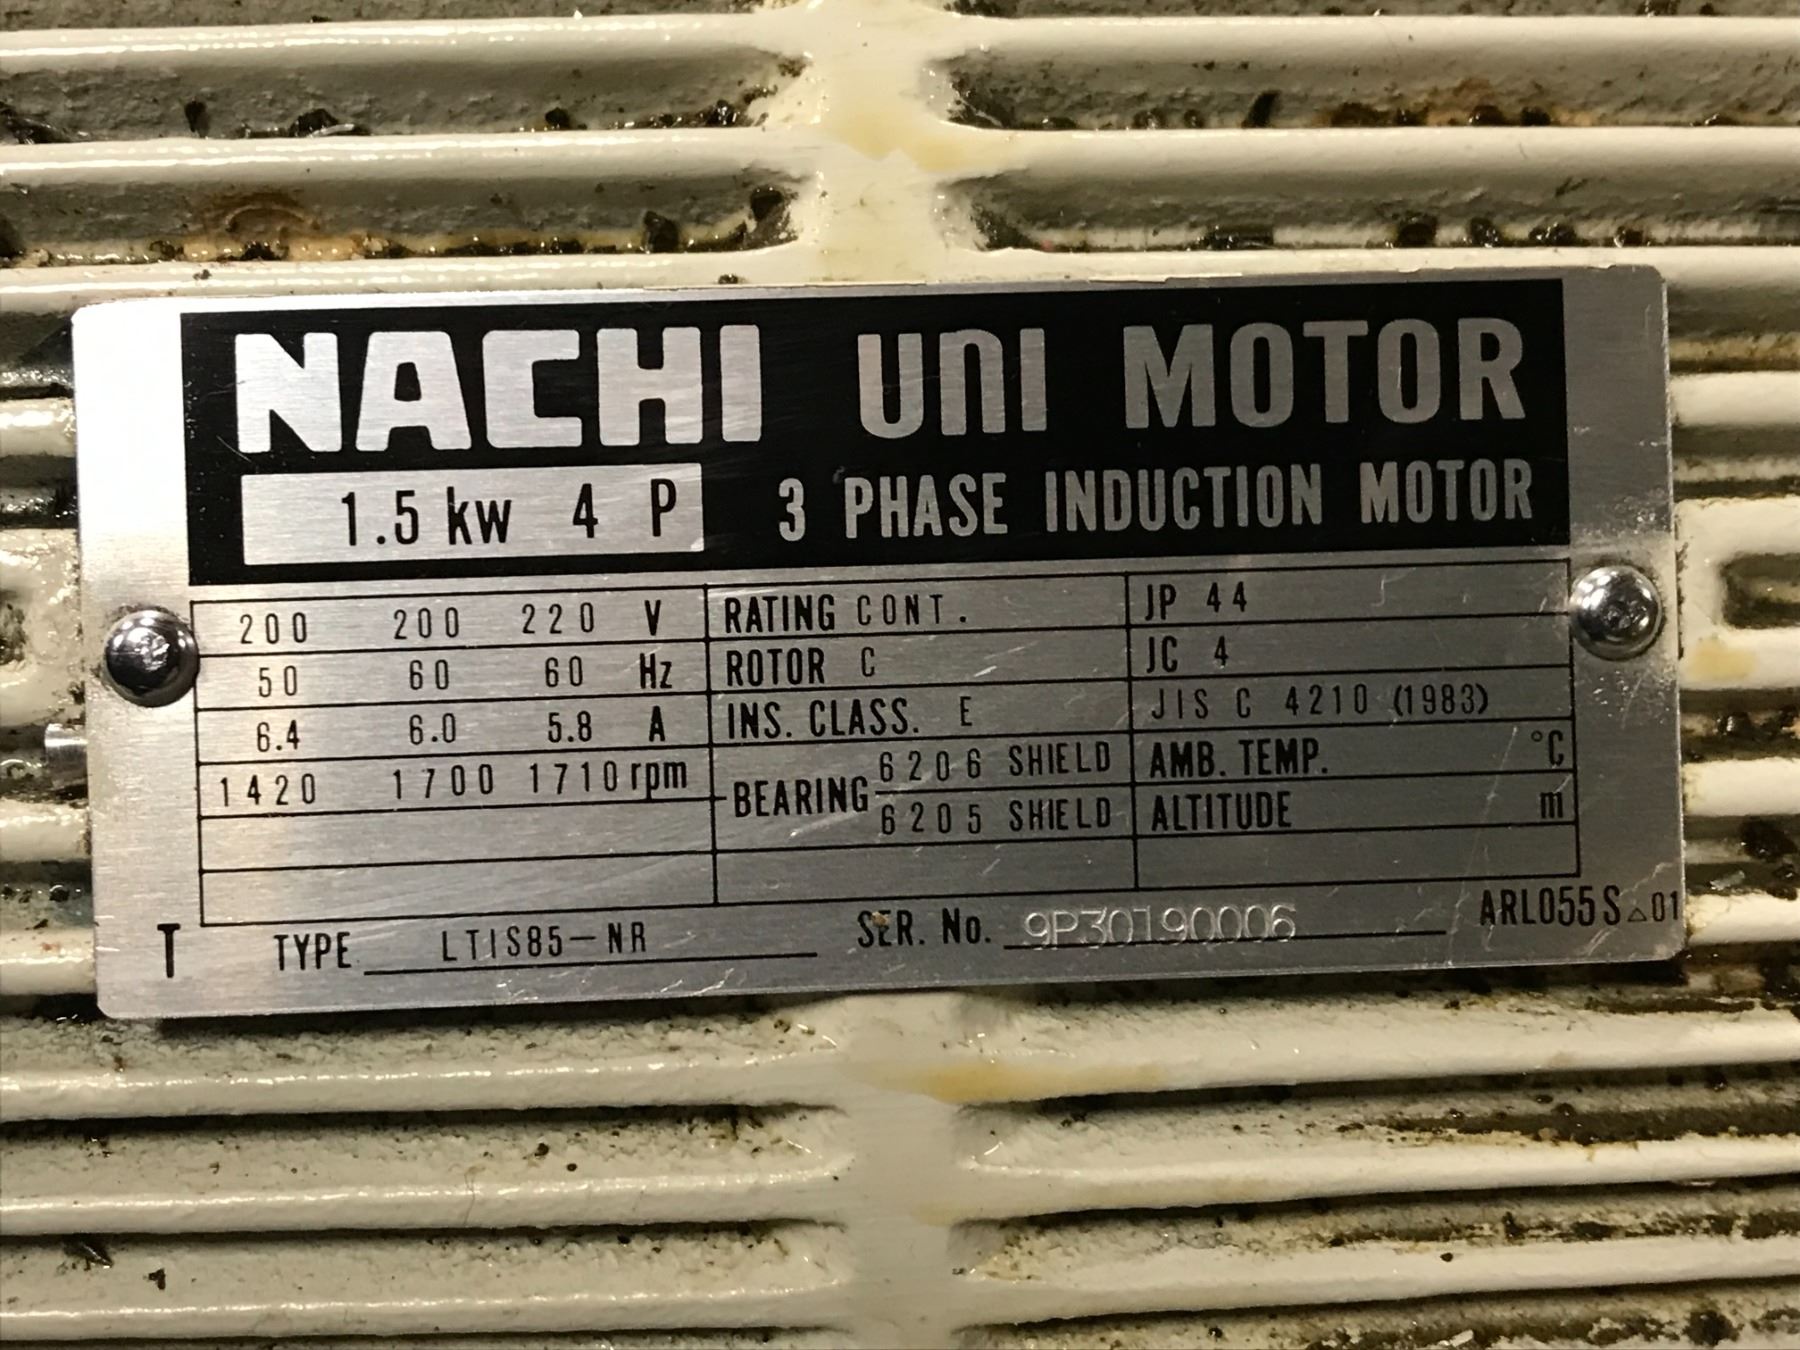 NACHI UNI MOTOR
1.5 kW 4 P 3 PHASE INDUCTION MOTOR
200 200 220 V RATING CONT. JP 44
50 60 60 Hz ROTOR C JC 4
6.4 6.0 5.8 A INS. CLASS. E JIS C 4210 (1983)
1420 1700 1710 rpm BEARING 6206 SHIELD AMB. TEMP. °C
6205 SHIELD ALTITUDE m
T TYPE LTIS85-NR SER. No. 9P30190006 ARL055S△01